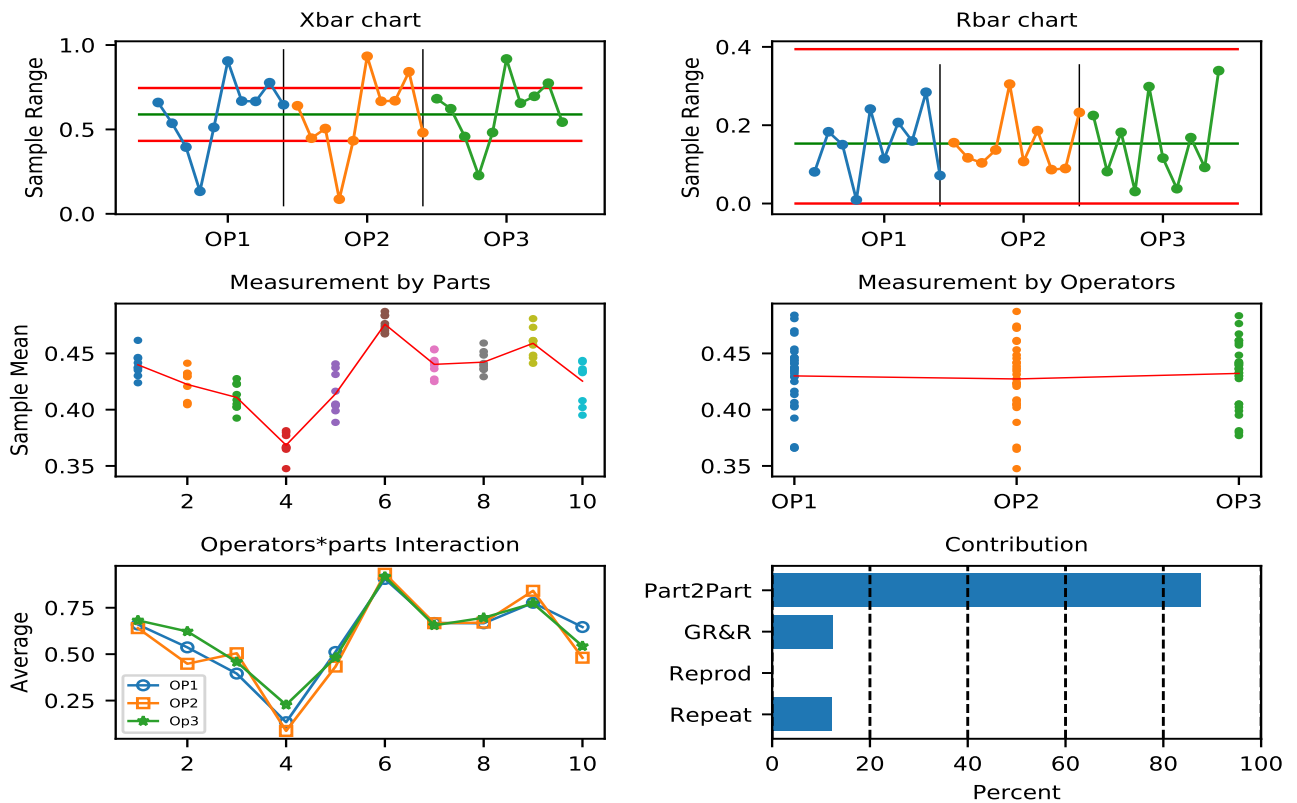 Xbar chart
Rbar chart
Sample Range
1.0
0.5
0.0
OP1 OP2 OP3
Sample Range
0.4
0.2
0.0
OP1 OP2 OP3
Measurement by Parts
Measurement by Operators
Sample Mean
0.45
0.40
0.35
2 4 6 8 10
0.45
0.40
0.35
OP1 OP2 OP3
Operators*parts Interaction
Contribution
Average
0.75
0.50
0.25
OP1
OP2
Op3
2 4 6 8 10
Part2Part
GR&R
Reprod
Repeat
0 20 40 60 80 100
Percent